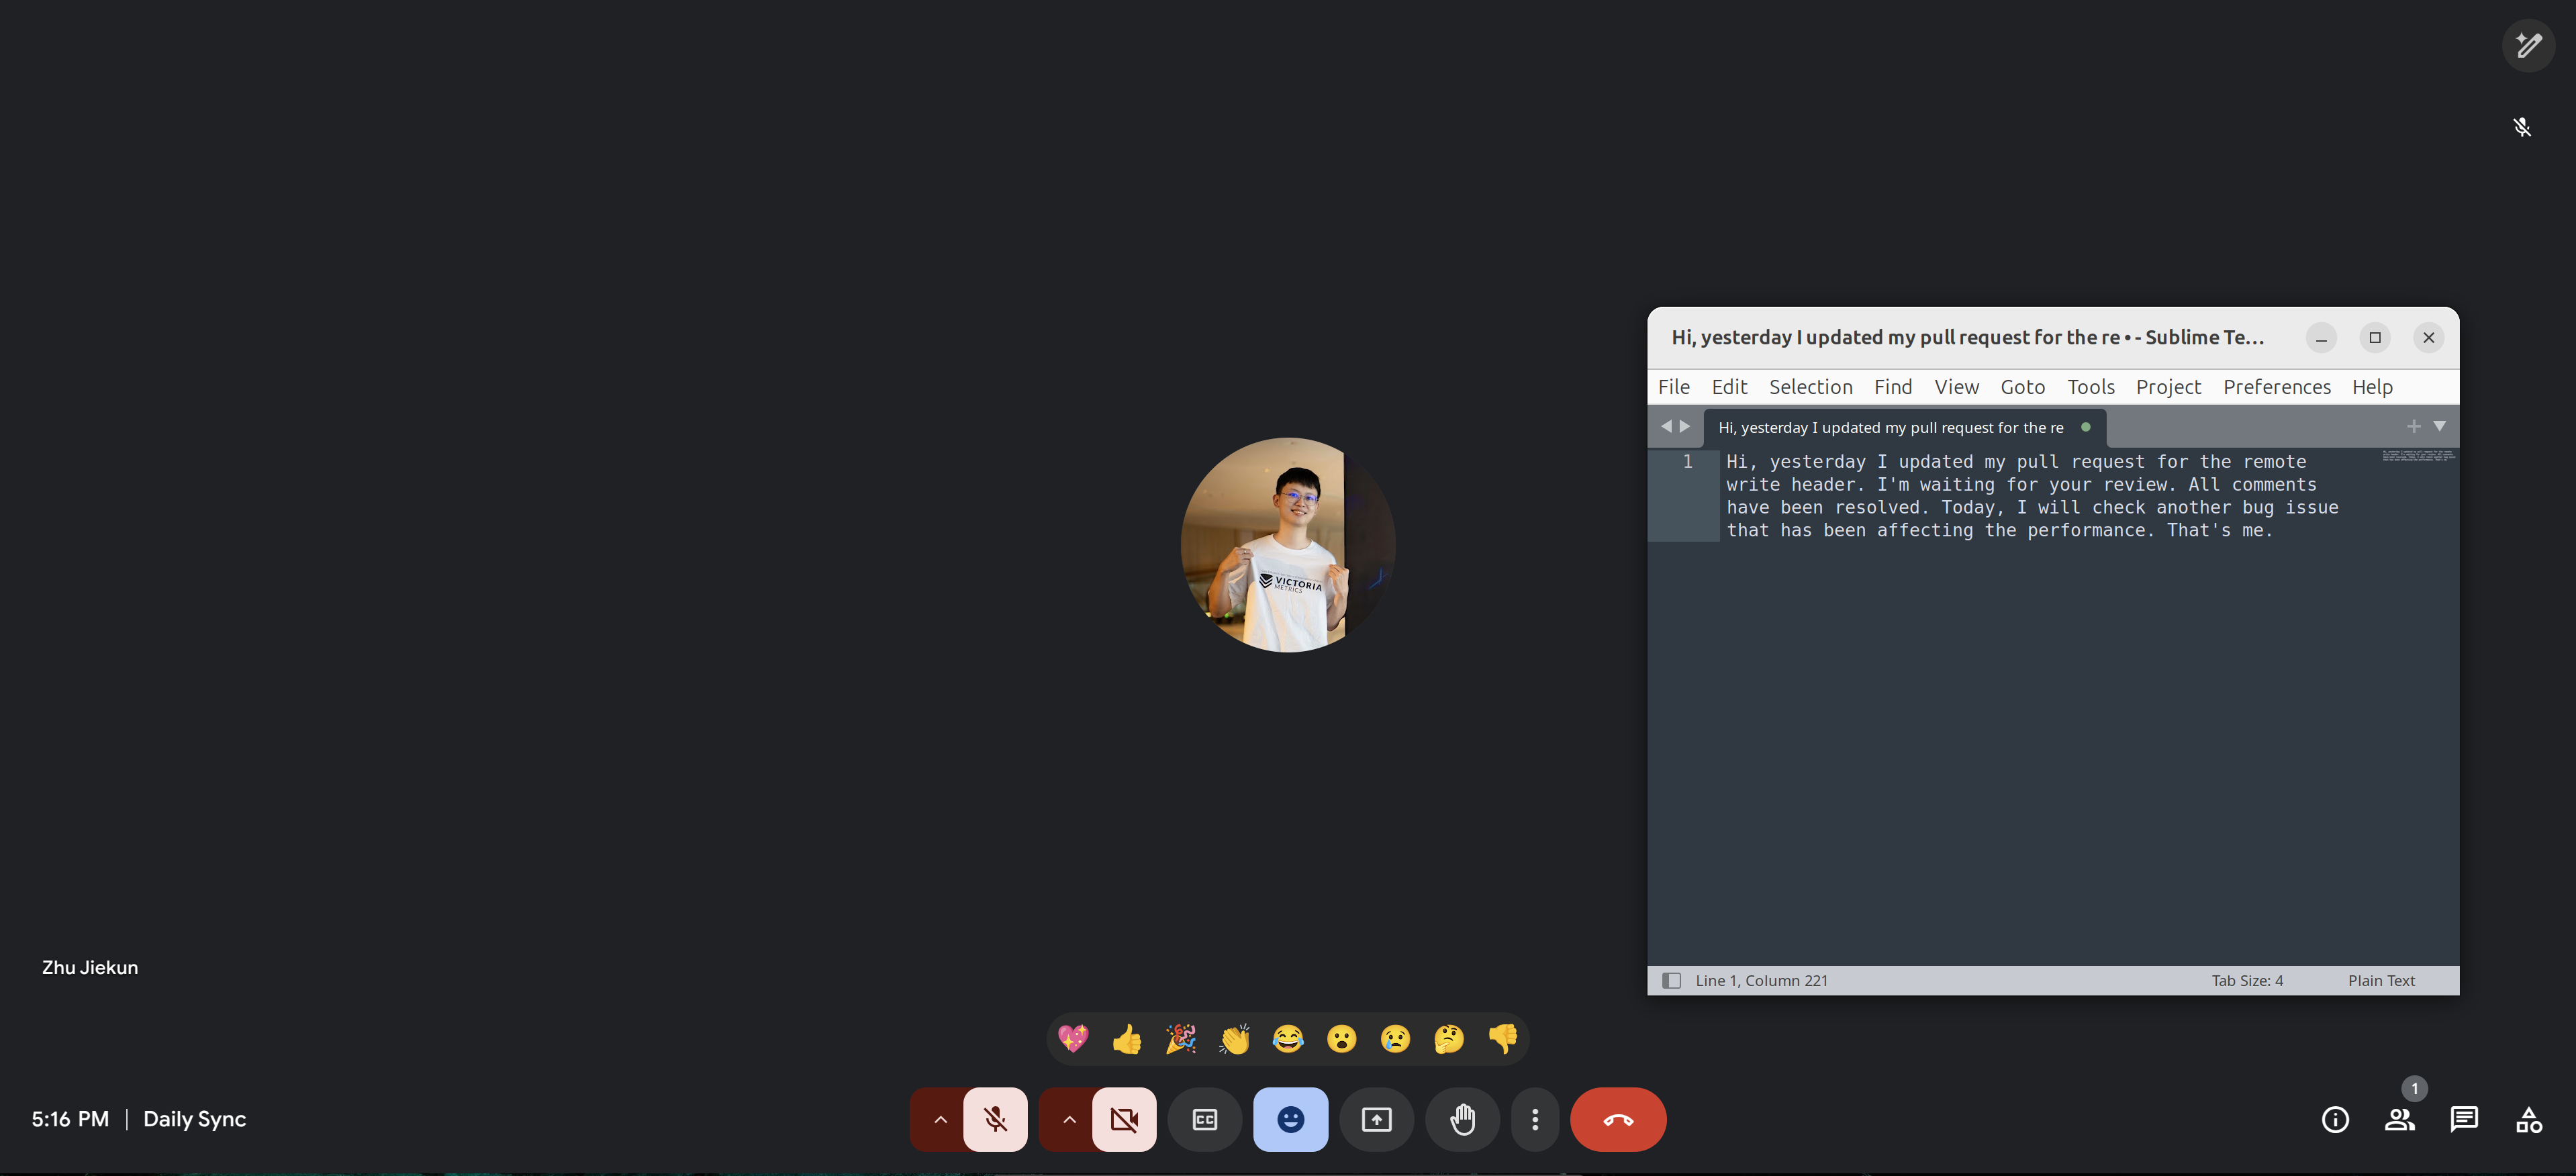 Hi, yesterday I updated my pull request for the re • - Sublime Te...
File Edit Selection Find View Goto Tools Project Preferences Help
Hi, yesterday I updated my pull request for the re
1 Hi, yesterday I updated my pull request for the remote
write header. I'm waiting for your review. All comments
have been resolved. Today, I will check another bug issue
that has been affecting the performance. That's me.
VICTORIA
METRICS
Zhu Jiekun
Line 1, Column 221 Tab Size: 4 Plain Text
5:16 PM | Daily Sync
CC
1